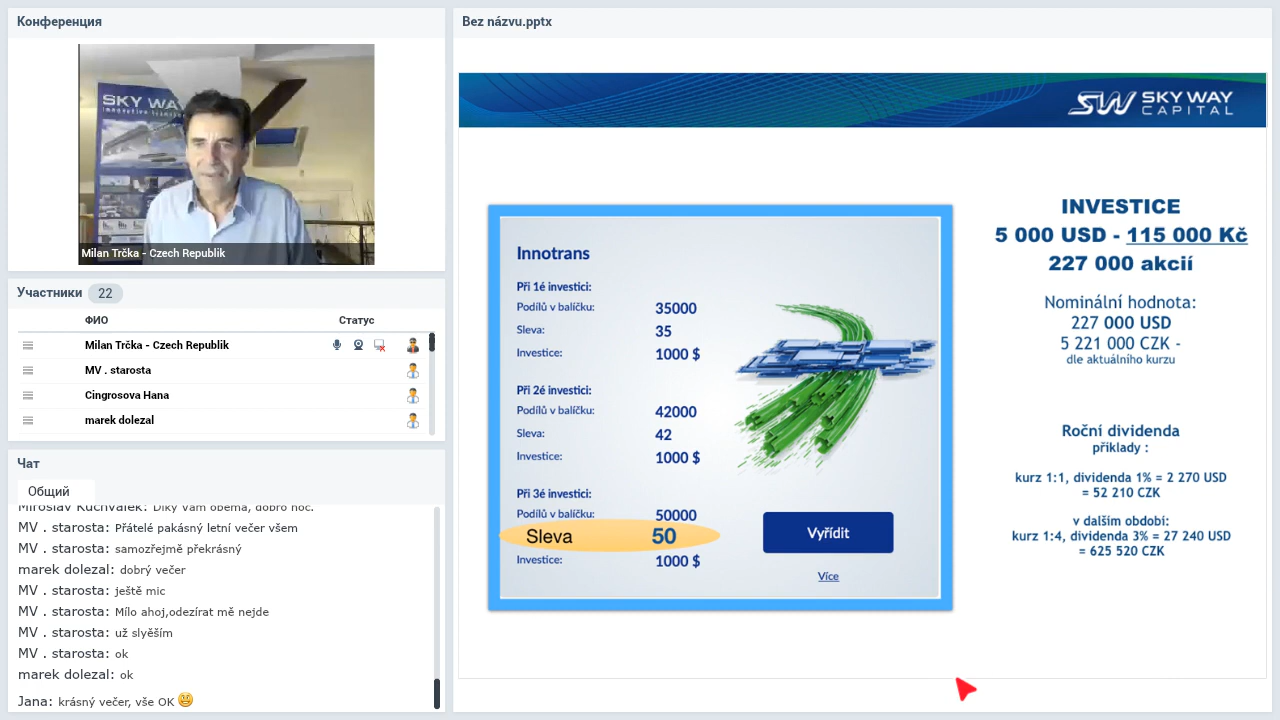 Конференция
SKY WAY
Milan Trčka - Czech Republik
Участники 22
ФИО Статус
Milan Trčka - Czech Republik
MV . starosta
Cingrosova Hana
marek dolezal
Чат
Общий
Miroslav Kuchválek: Díky Vám oběma, dobro noc.
MV . starosta: Přátelé pakásný letní večer všem
MV . starosta: samozřejmě překrásný
marek dolezal: dobrý večer
MV . starosta: ještě mic
MV . starosta: Mílo ahoj,odezírat mě nejde
MV . starosta: už slyěším
MV . starosta: ok
marek dolezal: ok
Jana: krásný večer, vše OK
Bez názvu.pptx
SW SKY WAY
CAPITAL
Innotrans
Při 1é investici:
Podílů v balíčku: 35000
Sleva: 35
Investice: 1000 $
Při 2é investici:
Podílů v balíčku: 42000
Sleva: 42
Investice: 1000 $
Při 3é investici:
Podílů v balíčku: 50000
Sleva 50
Investice: 1000 $
Vyřídit
Více
INVESTICE
5 000 USD - 115 000 Kč
227 000 akcií
Nominální hodnota:
227 000 USD
5 221 000 CZK -
dle aktuálního kurzu
Roční dividenda
příklady :
kurz 1:1, dividenda 1% = 2 270 USD
= 52 210 CZK
v dalším období:
kurz 1:4, dividenda 3% = 27 240 USD
= 625 520 CZK